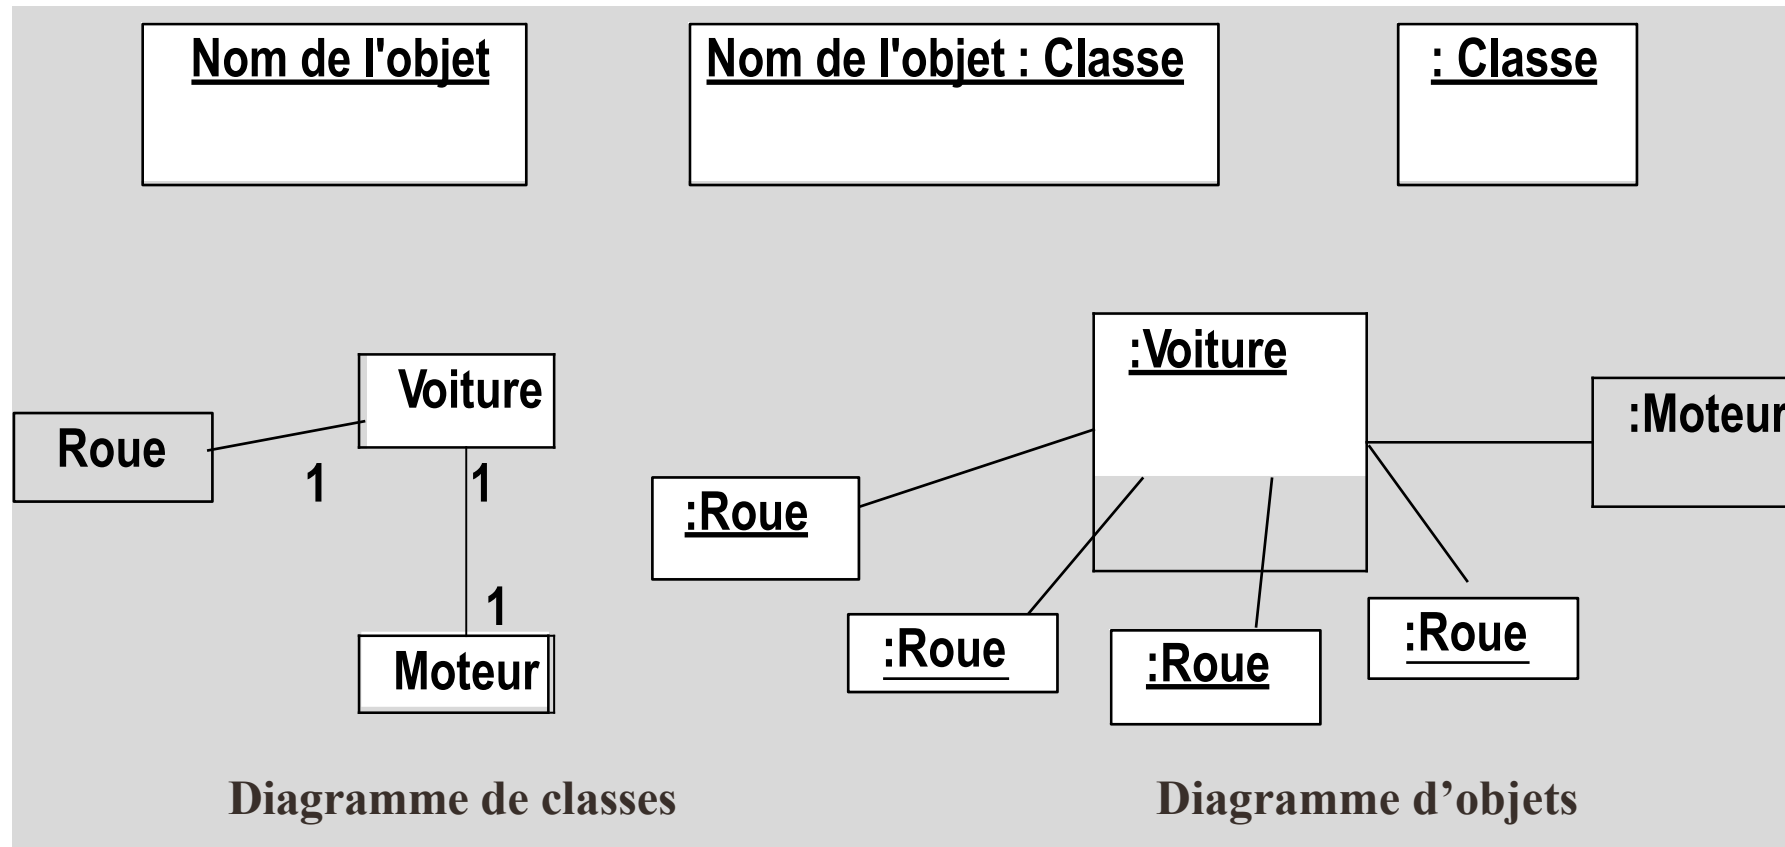 Nom de l'objet
Nom de l'objet : Classe
: Classe
Voiture
Roue
1
1
1
Moteur
:Voiture
:Moteur
:Roue
:Roue
:Roue
:Roue
Diagramme de classes
Diagramme d’objets